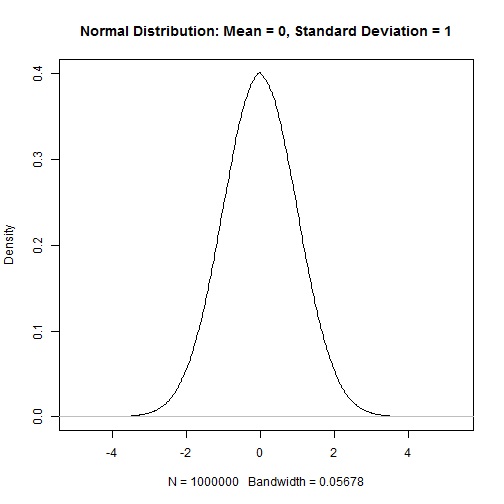 Normal Distribution: Mean = 0, Standard Deviation = 1
0.4
0.3
0.2
0.1
0.0
Density
-4 -2 0 2 4
N = 1000000 Bandwidth = 0.05678